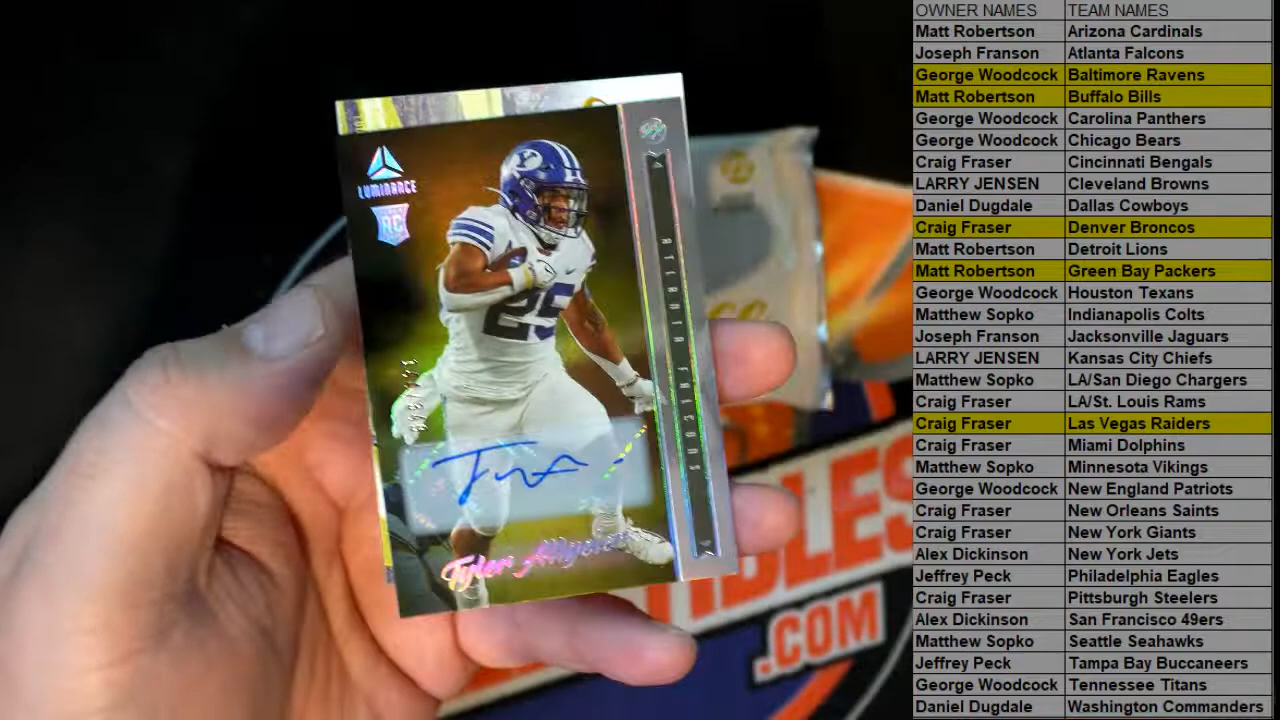 LUMINANCE
RC
Y
25
ATLANTA FALCONS
Tyler Allgeier
.COM
OWNER NAMES TEAM NAMES
Matt Robertson Arizona Cardinals
Joseph Franson Atlanta Falcons
George Woodcock Baltimore Ravens
Matt Robertson Buffalo Bills
George Woodcock Carolina Panthers
George Woodcock Chicago Bears
Craig Fraser Cincinnati Bengals
LARRY JENSEN Cleveland Browns
Daniel Dugdale Dallas Cowboys
Craig Fraser Denver Broncos
Matt Robertson Detroit Lions
Matt Robertson Green Bay Packers
George Woodcock Houston Texans
Matthew Sopko Indianapolis Colts
Joseph Franson Jacksonville Jaguars
LARRY JENSEN Kansas City Chiefs
Matthew Sopko LA/San Diego Chargers
Craig Fraser LA/St. Louis Rams
Craig Fraser Las Vegas Raiders
Craig Fraser Miami Dolphins
Matthew Sopko Minnesota Vikings
George Woodcock New England Patriots
Craig Fraser New Orleans Saints
Craig Fraser New York Giants
Alex Dickinson New York Jets
Jeffrey Peck Philadelphia Eagles
Craig Fraser Pittsburgh Steelers
Alex Dickinson San Francisco 49ers
Matthew Sopko Seattle Seahawks
Jeffrey Peck Tampa Bay Buccaneers
George Woodcock Tennessee Titans
Daniel Dugdale Washington Commanders